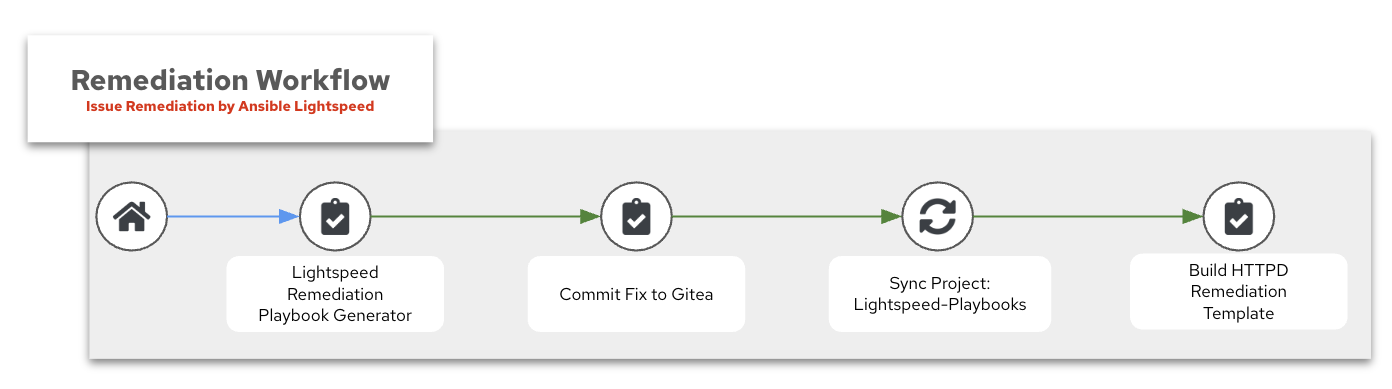 Remediation Workflow
Issue Remediation by Ansible Lightspeed
Lightspeed
Remediation
Playbook Generator
Commit Fix to Gitea
Sync Project:
Lightspeed-Playbooks
Build HTTPD
Remediation
Template